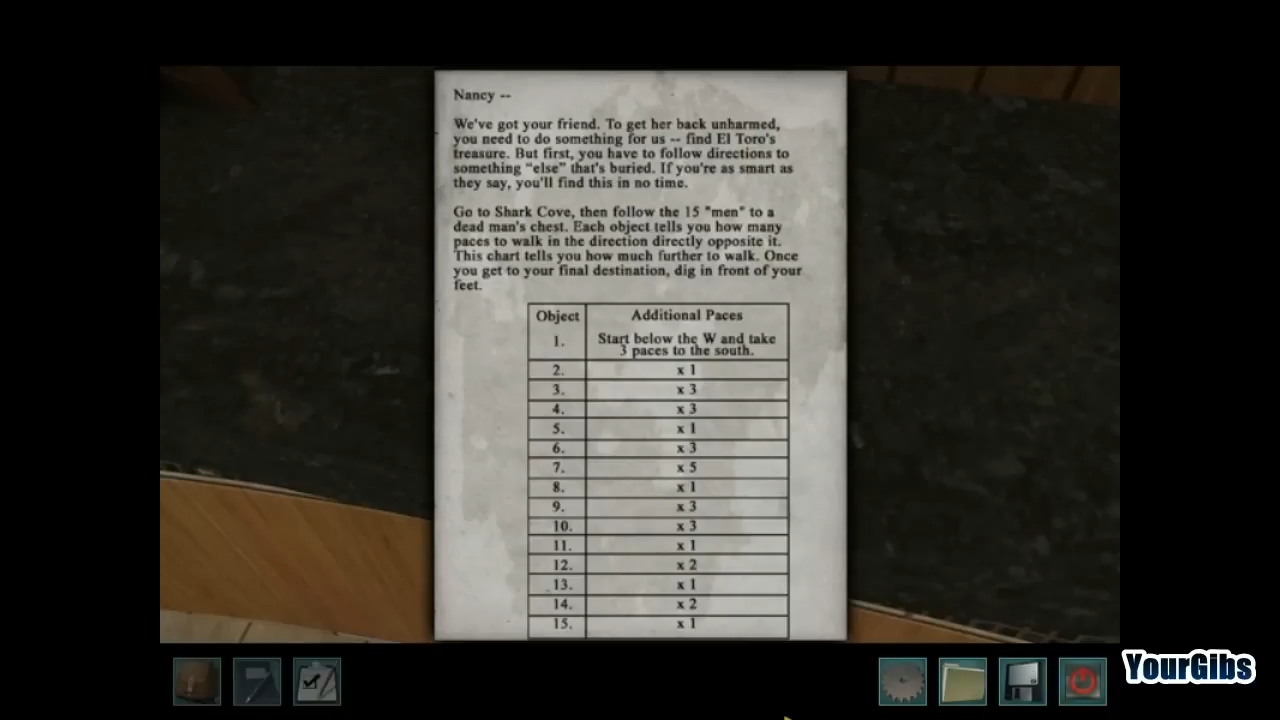 Nancy --
We've got your friend. To get her back unharmed,
you need to do something for us -- find El Toro's
treasure. But first, you have to follow directions to
something "else" that's buried. If you're as smart as
they say, you'll find this in no time.
Go to Shark Cove, then follow the 15 "men" to a
dead man's chest. Each object tells you how many
paces to walk in the direction directly opposite it.
This chart tells you how much further to walk. Once
you get to your final destination, dig in front of your
feet.
Object Additional Paces
1. Start below the W and take
3 paces to the south.
2. x 1
3. x 3
4. x 3
5. x 1
6. x 3
7. x 5
8. x 1
9. x 3
10. x 3
11. x 1
12. x 2
13. x 1
14. x 2
15. x 1
YourGibs